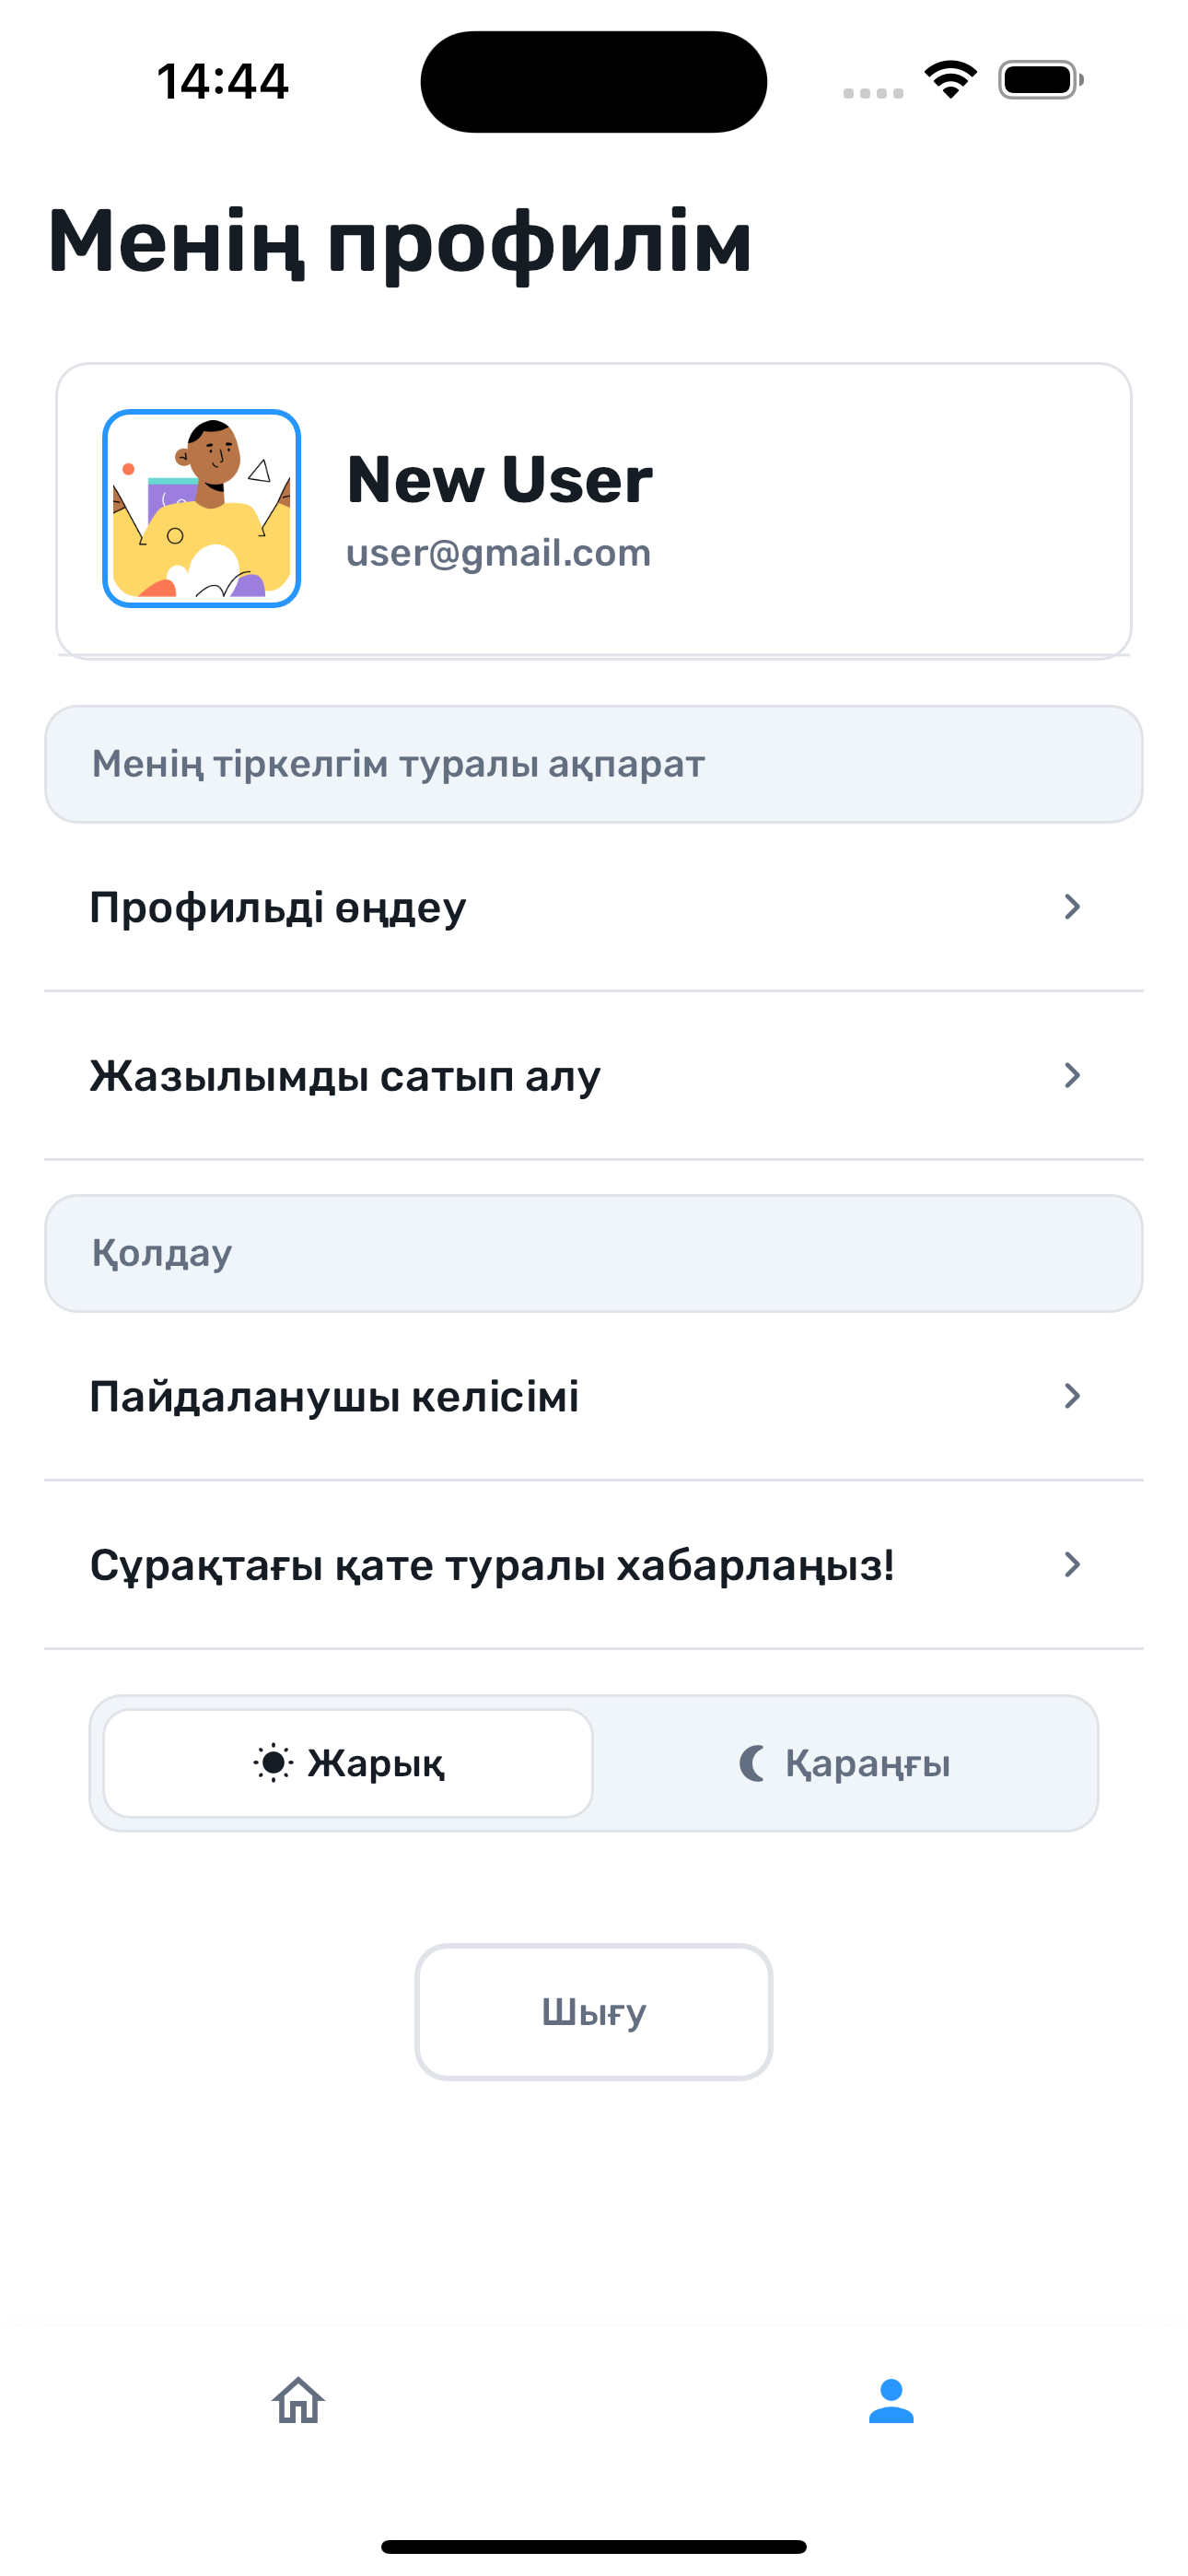 14:44
Менің профилім
New User
user@gmail.com
Менің тіркелгім туралы ақпарат
Профильді өңдеу
Жазылымды сатып алу
Қолдау
Пайдаланушы келісімі
Сұрақтағы қате туралы хабарлаңыз!
Жарық
Қараңғы
Шығу